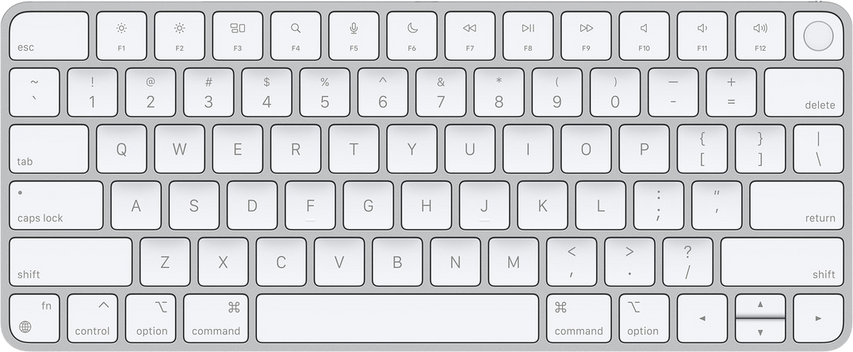 esc F1 F2 F3 F4 F5 F6 F7 F8 F9 F10 F11 F12
~ ! @ # $ % ^ & * ( ) — +
` 1 2 3 4 5 6 7 8 9 0 - = delete
tab Q W E R T Y U I O P { [ } ] | \
caps lock A S D F G H J K L : ; " ' return
shift Z X C V B N M < , > . ? / shift
fn control option command command option